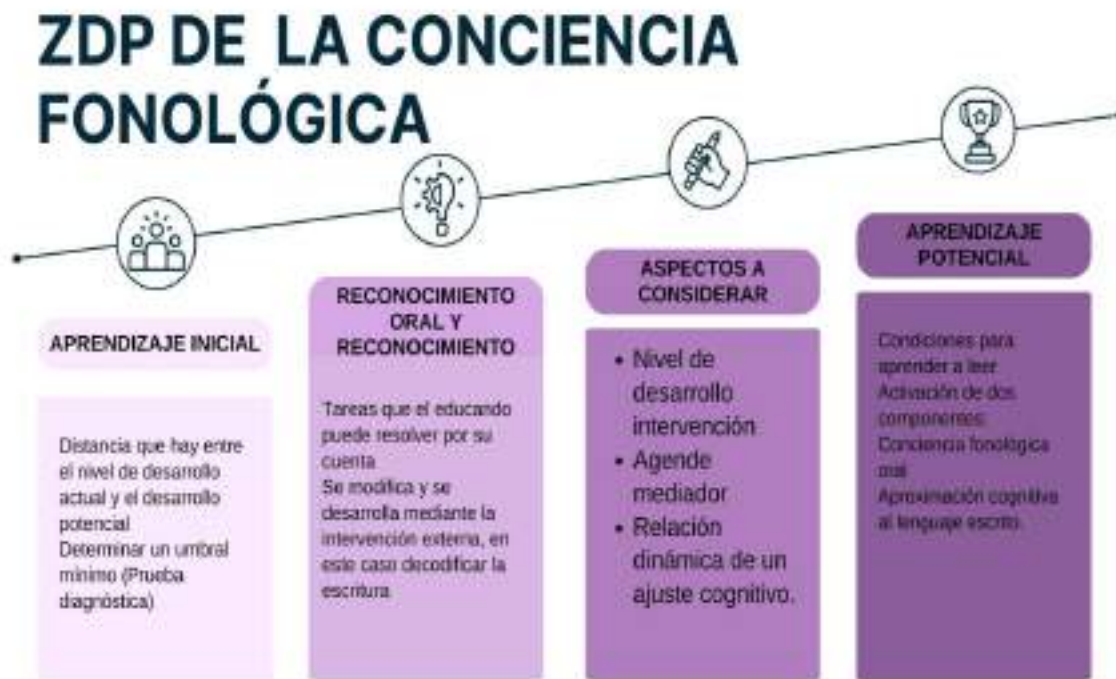 ZDP DE LA CONCIENCIA
FONOLÓGICA
APRENDIZAJE INICIAL
Distancia que hay entre
el nivel de desarrollo
actual y el desarrollo
potencial
Determinar un umbral
mínimo (Prueba
diagnóstica)
RECONOCIMIENTO
ORAL Y
RECONOCIMIENTO
Tareas que el educando
puede resolver por su
cuenta
Se modifica y se
desarrolla mediante la
intervención externa, en
este caso decodificar la
escritura
ASPECTOS A
CONSIDERAR
• Nivel de
desarrollo
intervención
• Agende
mediador
• Relación
dinámica de un
ajuste cognitivo.
APRENDIZAJE
POTENCIAL
Condiciones para
aprender a leer
Activación de dos
componentes:
Conciencia fonológica
oral
Aproximación cognitiva
al lenguaje escrito.